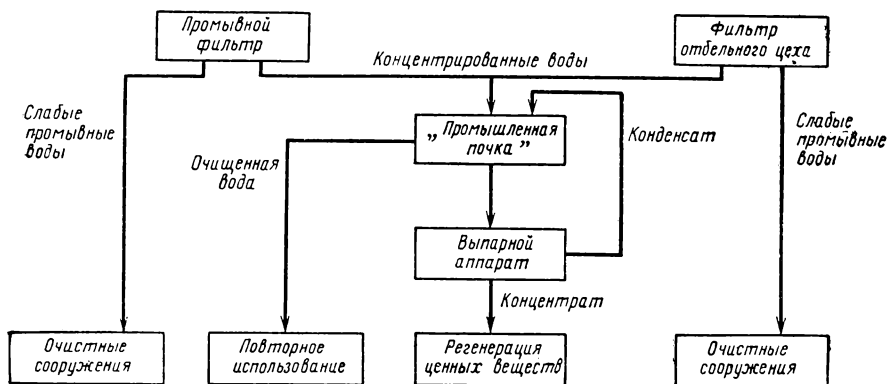 Промывной
фильтр
Фильтр
отбельного цеха
Концентрированные воды
Слабые
промывные
воды
„Промышленная
почка”
Конденсат
Слабые
промывные
воды
Очищенная
вода
Выпарной
аппарат
Концентрат
Очистные
сооружения
Повторное
использование
Регенерация
ценных веществ
Очистные
сооружения